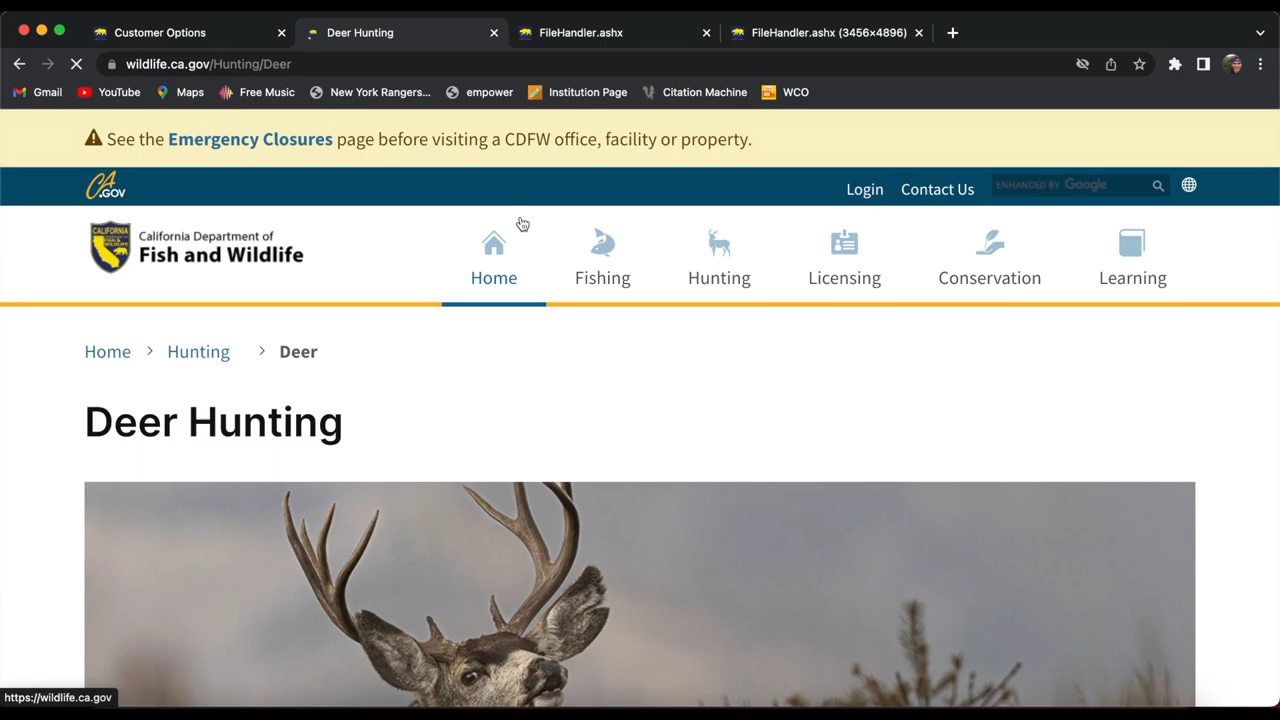 Customer Options
Deer Hunting
FileHandler.ashx
FileHandler.ashx (3456×4896)
wildlife.ca.gov/Hunting/Deer
Gmail
YouTube
Maps
Free Music
New York Rangers...
empower
Institution Page
Citation Machine
WCO
See the Emergency Closures page before visiting a CDFW office, facility or property.
CA.GOV
Login
Contact Us
ENHANCED BY Google
CALIFORNIA
California Department of
Fish and Wildlife
Home
Fishing
Hunting
Licensing
Conservation
Learning
Home > Hunting > Deer
Deer Hunting
https://wildlife.ca.gov